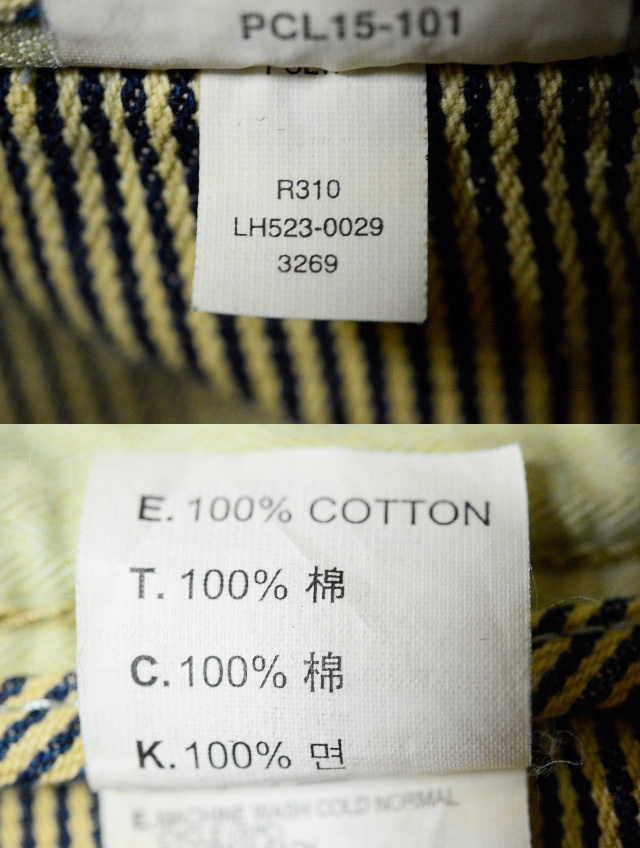 PCL15-101
R310
LH523-0029
3269
E. 100% COTTON
T. 100% 棉
C. 100% 棉
K. 100% 면
E. MACHINE WASH COLD NORMAL